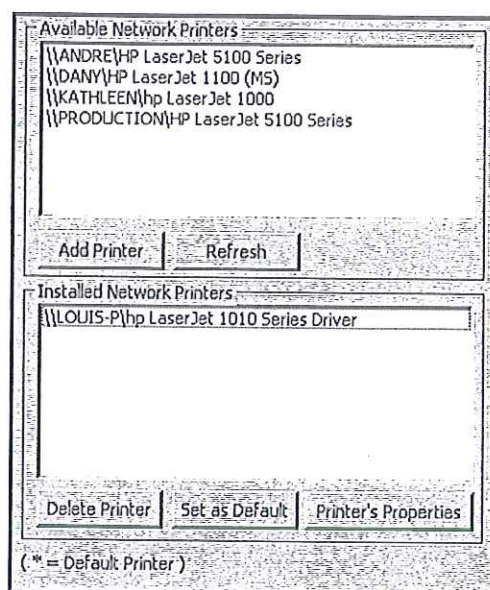 Available Network Printers
\\ANDRE\HP LaserJet 5100 Series
\\DANY\HP LaserJet 1100 (MS)
\\KATHLEEN\hp LaserJet 1000
\\PRODUCTION\HP LaserJet 5100 Series
Add Printer Refresh
Installed Network Printers
\\LOUIS-P\hp LaserJet 1010 Series Driver
Delete Printer Set as Default Printer's Properties
( * = Default Printer )